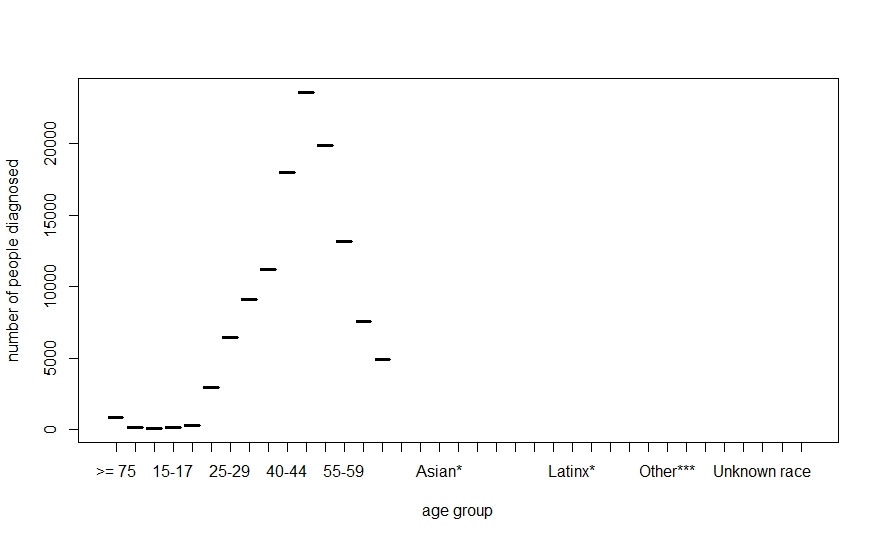 number of people diagnosed
20000
15000
10000
5000
0
>= 75 15-17 25-29 40-44 55-59 Asian* Latinx* Other*** Unknown race
age group